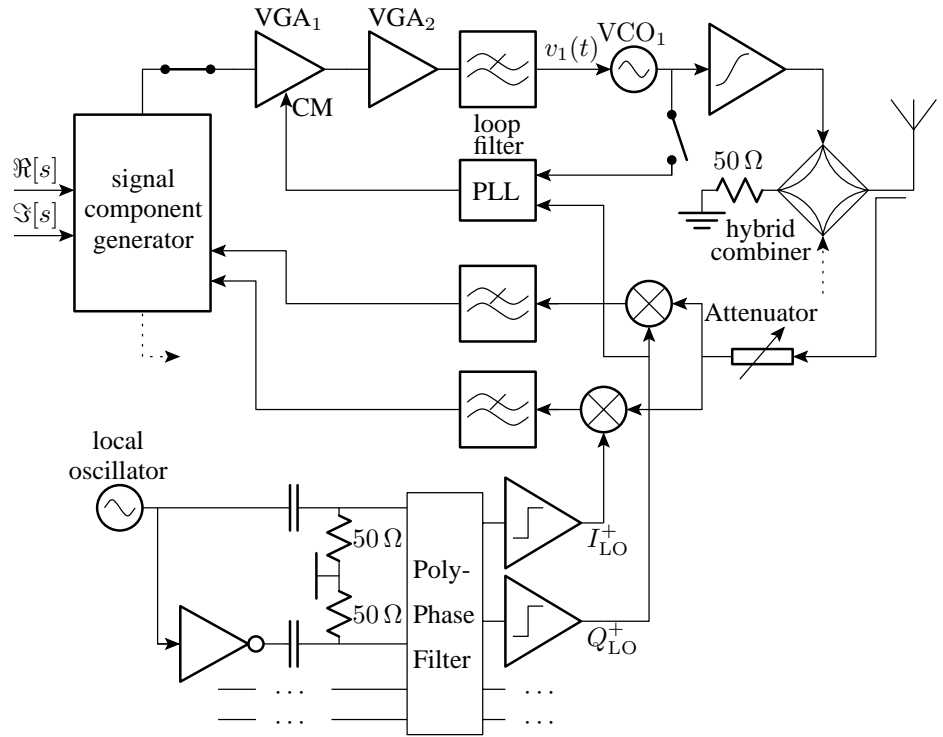 VGA₁
VGA₂
v₁(t)
VCO₁
CM
loop
filter
PLL
50 Ω
hybrid
combiner
ℜ[s]
ℑ[s]
signal
component
generator
Attenuator
local
oscillator
50 Ω
50 Ω
Poly-
Phase
Filter
I⁺LO
Q⁺LO
... ...
... ...